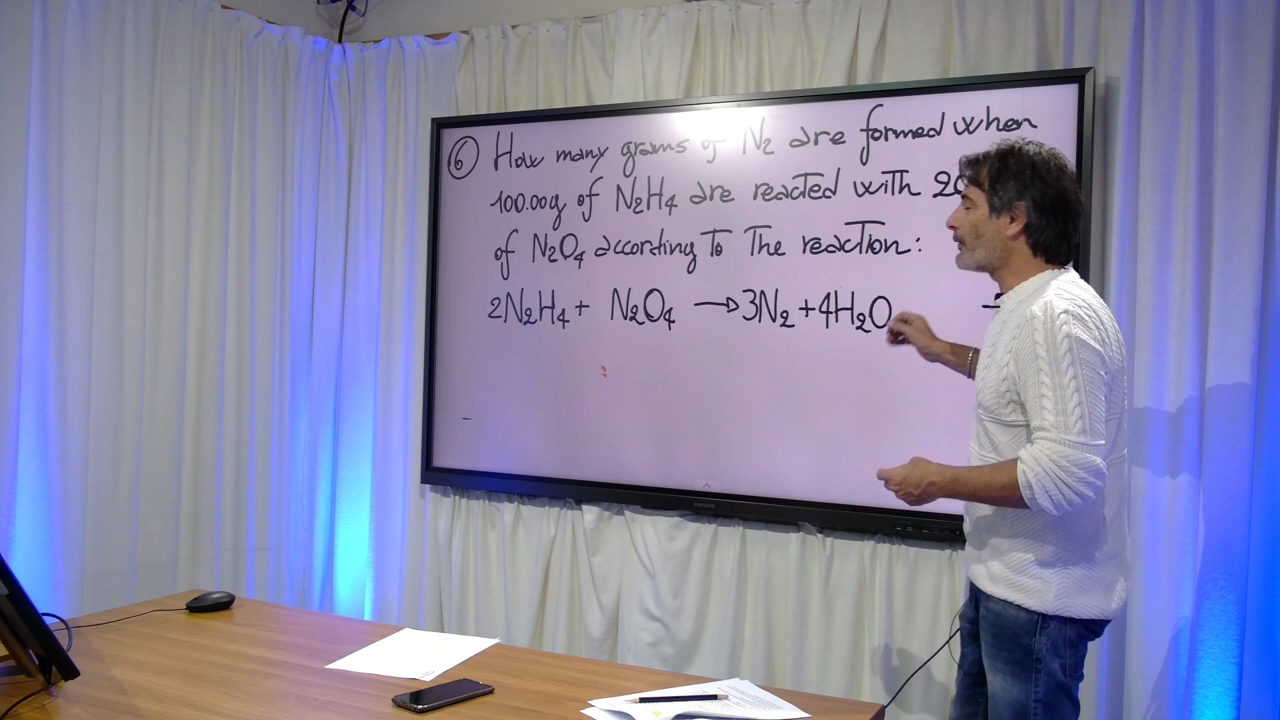 ⑥ How many grams of N₂ are formed when
100.00g of N₂H₄ are reacted with
of N₂O₄ according To The reaction:
2N₂H₄ + N₂O₄ → 3N₂ + 4H₂O